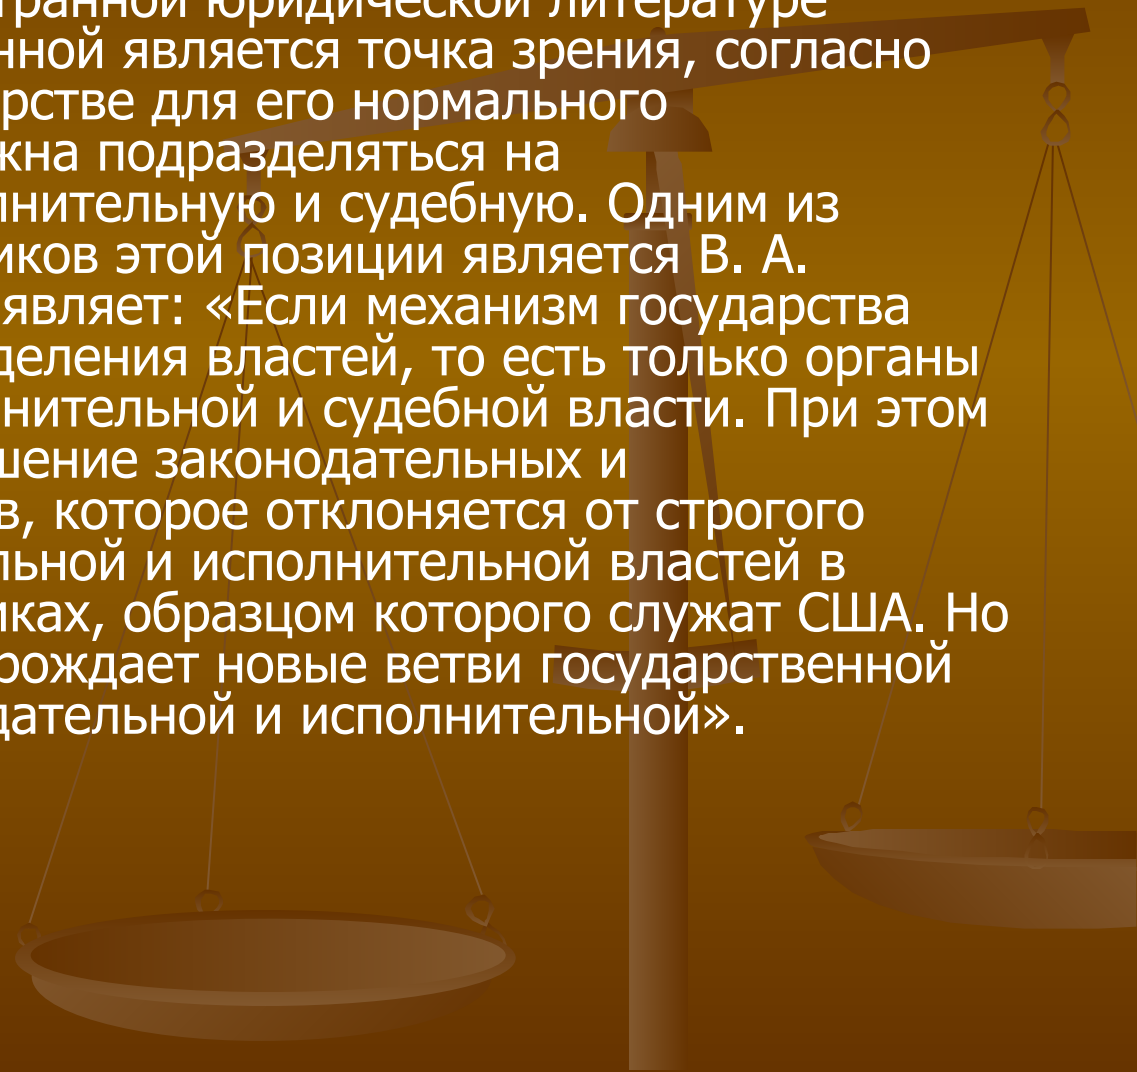 транной юридической литературе
нной является точка зрения, согласно
рстве для его нормального
жна подразделяться на
лнительную и судебную. Одним из
иков этой позиции является В. А.
являет: «Если механизм государства
деления властей, то есть только органы
нительной и судебной власти. При этом
шение законодательных и
в, которое отклоняется от строгого
льной и исполнительной властей в
иках, образцом которого служат США. Но
рождает новые ветви государственной
дательной и исполнительной».